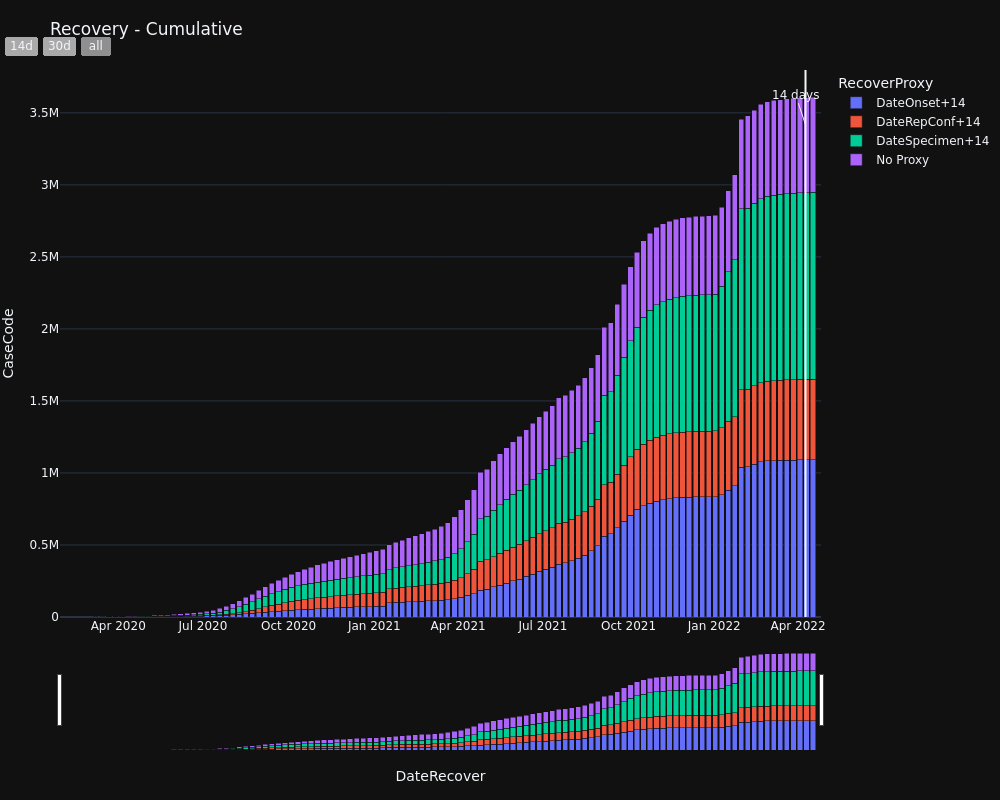 Recovery - Cumulative
14d 30d all
RecoverProxy
DateOnset+14
DateRepConf+14
DateSpecimen+14
No Proxy
14 days
CaseCode
3.5M
3M
2.5M
2M
1.5M
1M
0.5M
0
Apr 2020 Jul 2020 Oct 2020 Jan 2021 Apr 2021 Jul 2021 Oct 2021 Jan 2022 Apr 2022
DateRecover